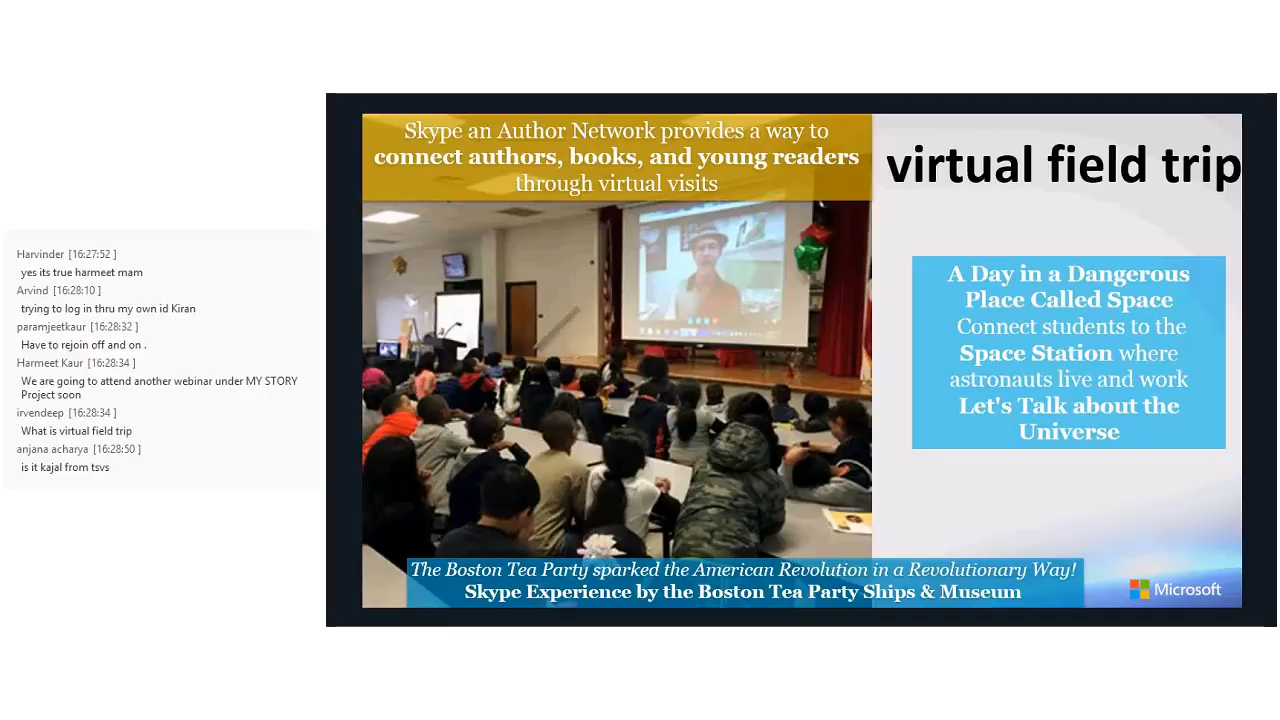 Harvinder [16:27:52 ]
yes its true harmeet mam
Arvind [16:28:10 ]
trying to log in thru my own id Kiran
paramjeetkaur [16:28:32 ]
Have to rejoin off and on .
Harmeet Kaur [16:28:34 ]
We are going to attend another webinar under MY STORY
Project soon
irvendeep [16:28:34 ]
What is virtual field trip
anjana acharya [16:28:50 ]
is it kajal from tsvs
Skype an Author Network provides a way to
connect authors, books, and young readers
through virtual visits
virtual field trip
A Day in a Dangerous
Place Called Space
Connect students to the
Space Station where
astronauts live and work
Let's Talk about the
Universe
The Boston Tea Party sparked the American Revolution in a Revolutionary Way!
Skype Experience by the Boston Tea Party Ships & Museum
Microsoft